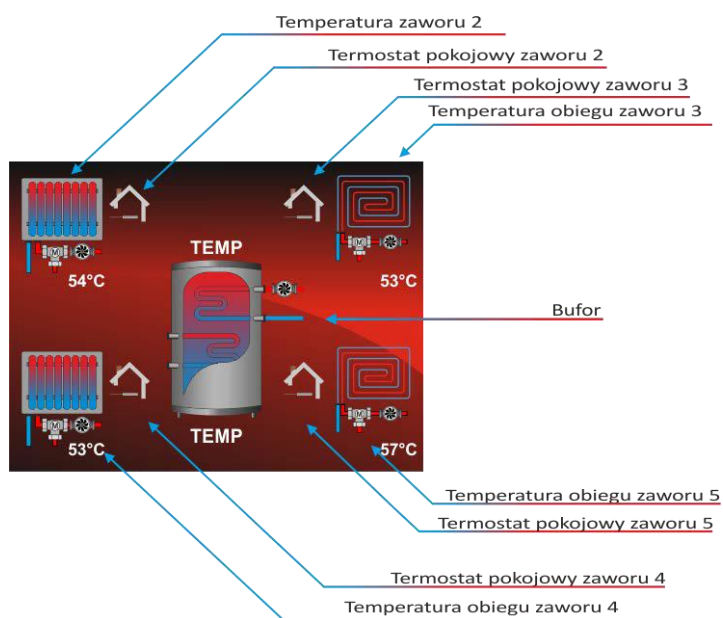 Temperatura zaworu 2
Termostat pokojowy zaworu 2
Termostat pokojowy zaworu 3
Temperatura obiegu zaworu 3
TEMP
54°C
53°C
Bufor
TEMP
53°C
57°C
Temperatura obiegu zaworu 5
Termostat pokojowy zaworu 5
Termostat pokojowy zaworu 4
Temperatura obiegu zaworu 4